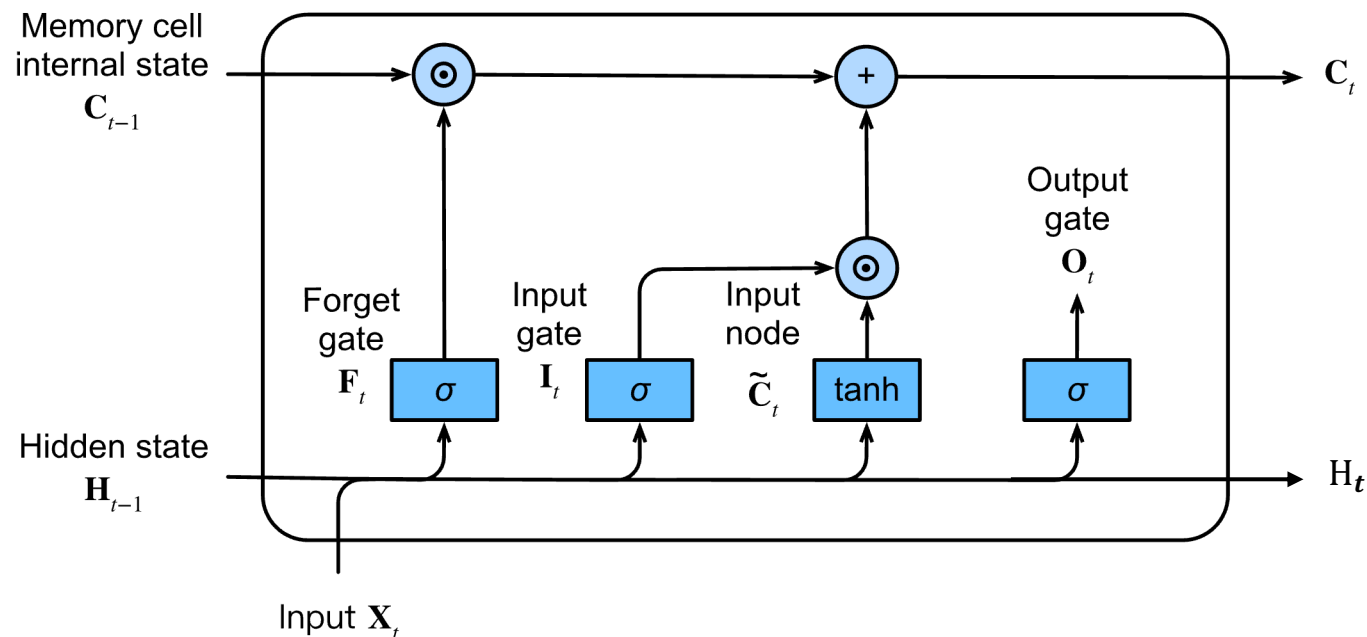 Memory cell
internal state
C_{t−1}
⊙
+
C_t
Output
gate
O_t
⊙
Forget
gate
F_t
Input
gate
I_t
Input
node
C̃_t
σ
σ
tanh
σ
Hidden state
H_{t−1}
H_t
Input X_t